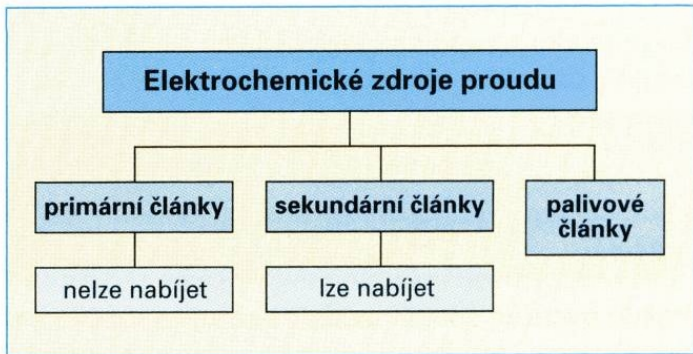 Elektrochemické zdroje proudu
primární články
sekundární články
palivové
články
nelze nabíjet
lze nabíjet